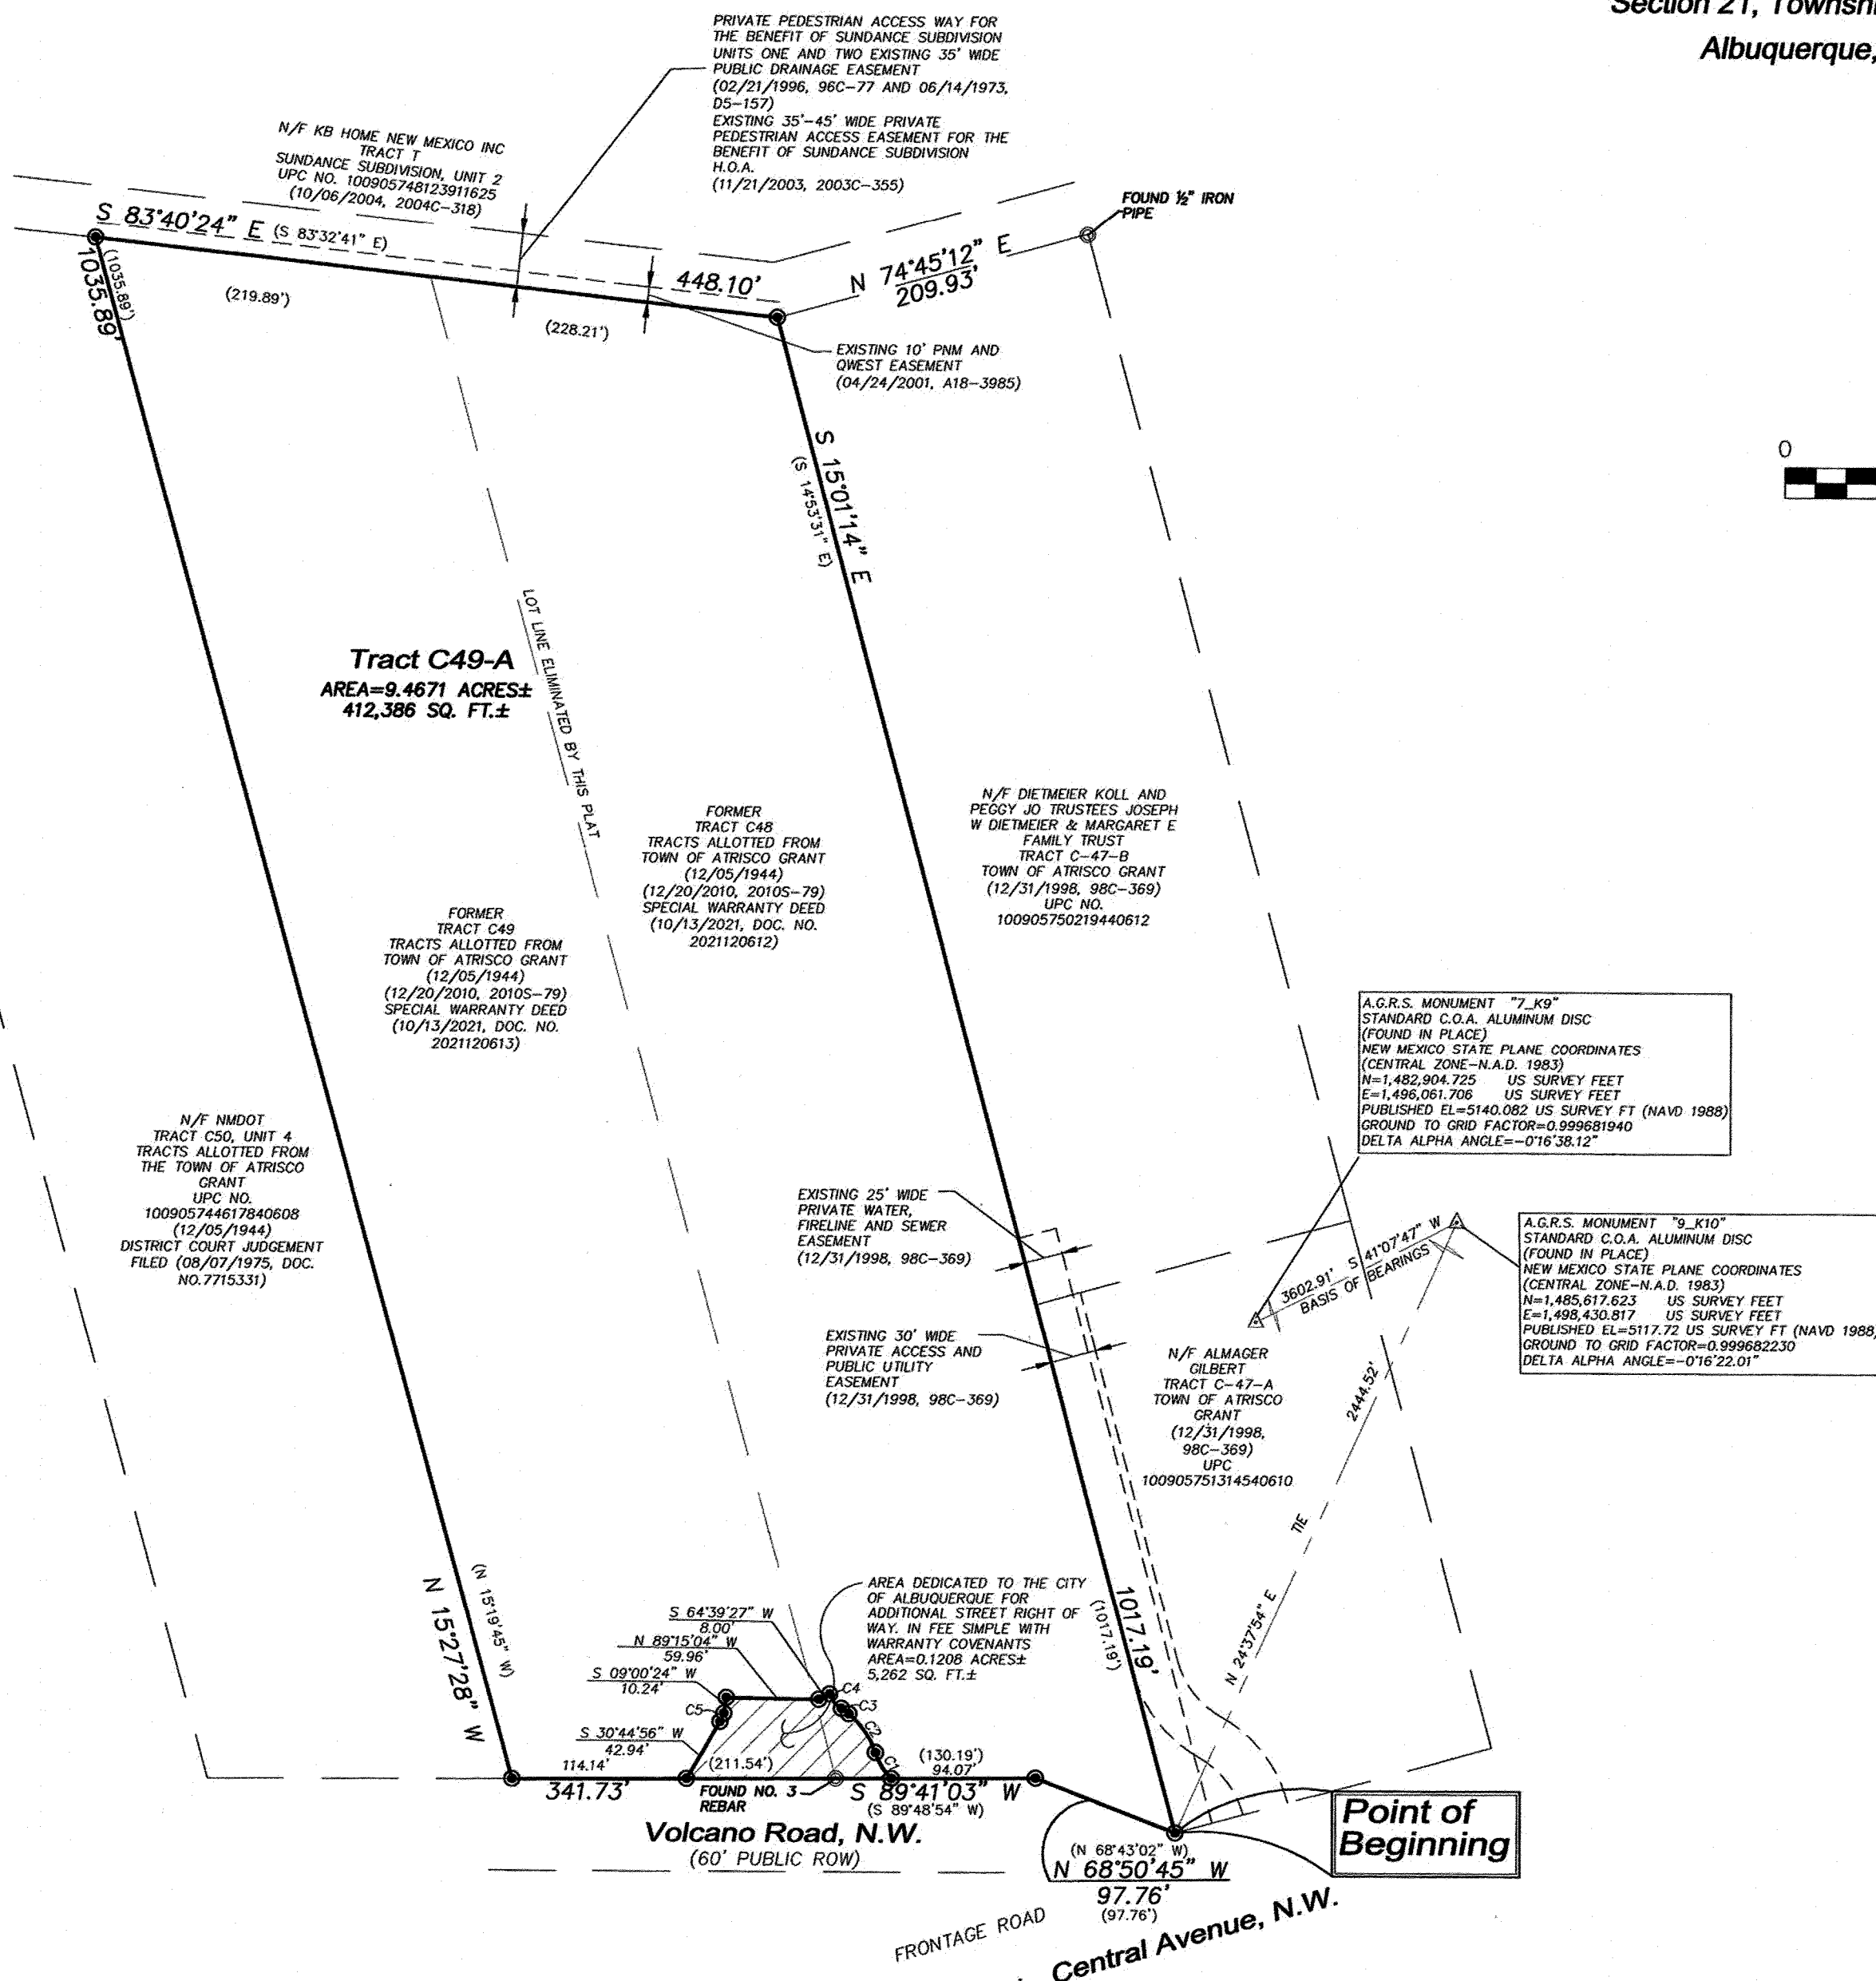 Section 21, Townsh
Albuquerque,
PRIVATE PEDESTRIAN ACCESS WAY FOR
THE BENEFIT OF SUNDANCE SUBDIVISION
UNITS ONE AND TWO EXISTING 35' WIDE
PUBLIC DRAINAGE EASEMENT
(02/21/1996, 96C-77 AND 06/14/1973,
D5-157)
EXISTING 35'-45' WIDE PRIVATE
PEDESTRIAN ACCESS EASEMENT FOR THE
BENEFIT OF SUNDANCE SUBDIVISION
H.O.A.
(11/21/2003, 2003C-355)
N/F KB HOME NEW MEXICO INC
TRACT T
SUNDANCE SUBDIVISION, UNIT 2
UPC NO. 100905748123911625
(10/06/2004, 2004C-318)
FOUND ½" IRON
PIPE
S 83°40'24" E (S 83°32'41" E)
448.10'
N 74°45'12" E
209.93'
1035.89'
(1035.89')
(219.89')
(228.21')
EXISTING 10' PNM AND
QWEST EASEMENT
(04/24/2001, A18-3985)
0
S 15°01'14" E
(S 14°53'31" E)
LOT LINE ELIMINATED BY THIS PLAT
Tract C49-A
AREA=9.4671 ACRES±
412,386 SQ. FT.±
FORMER
TRACT C48
TRACTS ALLOTTED FROM
TOWN OF ATRISCO GRANT
(12/05/1944)
(12/20/2010, 2010S-79)
SPECIAL WARRANTY DEED
(10/13/2021, DOC. NO.
2021120612)
N/F DIETMEIER KOLL AND
PEGGY JO TRUSTEES JOSEPH
W DIETMEIER & MARGARET E
FAMILY TRUST
TRACT C-47-B
TOWN OF ATRISCO GRANT
(12/31/1998, 98C-369)
UPC NO.
100905750219440612
FORMER
TRACT C49
TRACTS ALLOTTED FROM
TOWN OF ATRISCO GRANT
(12/05/1944)
(12/20/2010, 2010S-79)
SPECIAL WARRANTY DEED
(10/13/2021, DOC. NO.
2021120613)
A.G.R.S. MONUMENT "7_K9"
STANDARD C.O.A. ALUMINUM DISC
(FOUND IN PLACE)
NEW MEXICO STATE PLANE COORDINATES
(CENTRAL ZONE-N.A.D. 1983)
N=1,482,904.725 US SURVEY FEET
E=1,496,061.706 US SURVEY FEET
PUBLISHED EL=5140.082 US SURVEY FT (NAVD 1988)
GROUND TO GRID FACTOR=0.999681940
DELTA ALPHA ANGLE=-0°16'38.12"
N/F NMDOT
TRACT C50, UNIT 4
TRACTS ALLOTTED FROM
THE TOWN OF ATRISCO
GRANT
UPC NO.
100905744617840608
(12/05/1944)
DISTRICT COURT JUDGEMENT
FILED (08/07/1975, DOC.
NO.7715331)
EXISTING 25' WIDE
PRIVATE WATER,
FIRELINE AND SEWER
EASEMENT
(12/31/1998, 98C-369)
3602.91' S 41°07'47" W
BASIS OF BEARINGS
A.G.R.S. MONUMENT "9_K10"
STANDARD C.O.A. ALUMINUM DISC
(FOUND IN PLACE)
NEW MEXICO STATE PLANE COORDINATES
(CENTRAL ZONE-N.A.D. 1983)
N=1,485,617.623 US SURVEY FEET
E=1,498,430.817 US SURVEY FEET
PUBLISHED EL=5117.72 US SURVEY FT (NAVD 1988)
GROUND TO GRID FACTOR=0.999682230
DELTA ALPHA ANGLE=-0°16'22.01"
EXISTING 30' WIDE
PRIVATE ACCESS AND
PUBLIC UTILITY
EASEMENT
(12/31/1998, 98C-369)
N/F ALMAGER
GILBERT
TRACT C-47-A
TOWN OF ATRISCO
GRANT
(12/31/1998,
98C-369)
UPC
100905751314540610
2444.52'
TIE
N 24°37'54" E
N 15°27'28" W
(N 15°19'45" W)
AREA DEDICATED TO THE CITY
OF ALBUQUERQUE FOR
ADDITIONAL STREET RIGHT OF
WAY. IN FEE SIMPLE WITH
WARRANTY COVENANTS
AREA=0.1208 ACRES±
5,262 SQ. FT.±
1017.19'
(1017.19')
S 64°39'27" W
8.00'
N 89°15'04" W
59.96'
S 09°00'24" W
10.24'
C4
C3
C5
C2
C1
S 30°44'56" W
42.94'
114.14'
(211.54')
(130.19')
94.07'
341.73'
FOUND NO. 3
REBAR
S 89°41'03" W
(S 89°48'54" W)
Volcano Road, N.W.
(60' PUBLIC ROW)
Point of
Beginning
(N 68°43'02" W)
N 68°50'45" W
97.76'
(97.76')
FRONTAGE ROAD
Central Avenue, N.W.